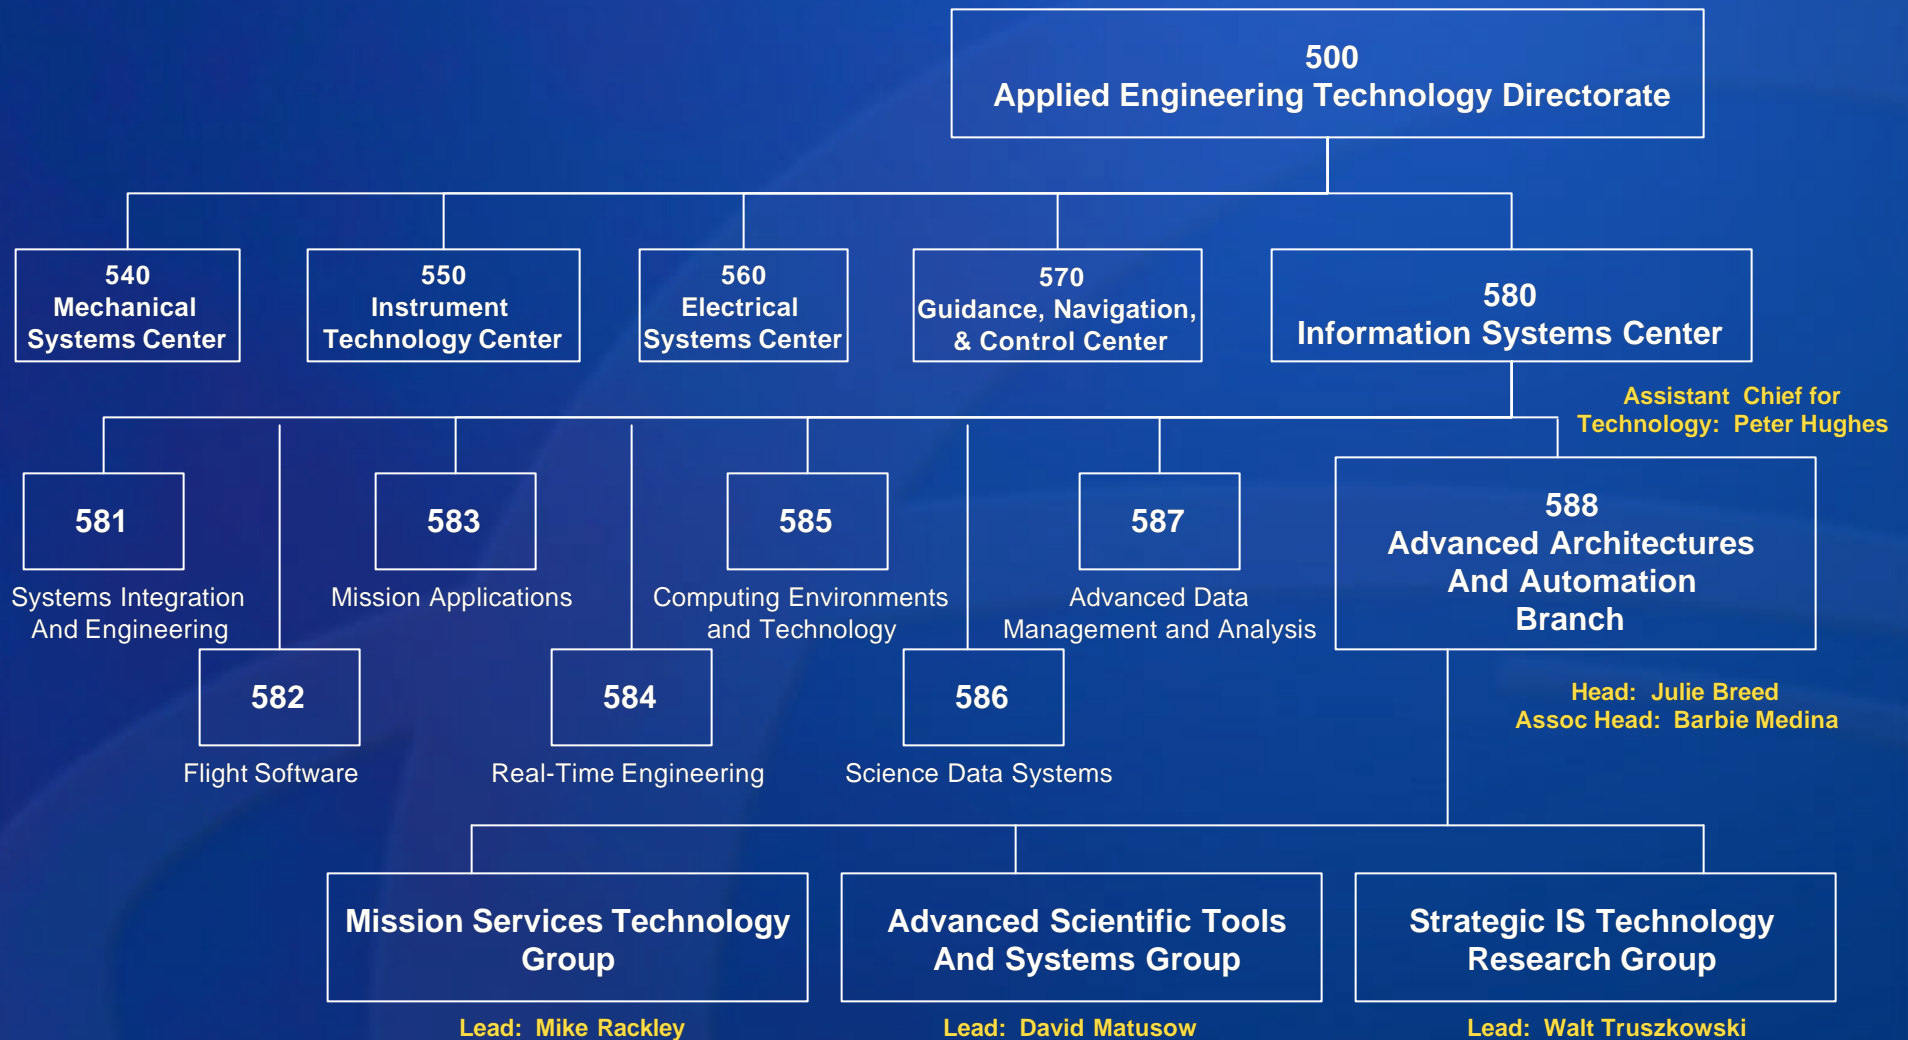 500
Applied Engineering Technology Directorate
540
Mechanical
Systems Center
550
Instrument
Technology Center
560
Electrical
Systems Center
570
Guidance, Navigation,
& Control Center
580
Information Systems Center
Assistant Chief for
Technology: Peter Hughes
581
Systems Integration
And Engineering
583
Mission Applications
585
Computing Environments
and Technology
587
Advanced Data
Management and Analysis
588
Advanced Architectures
And Automation
Branch
Head: Julie Breed
Assoc Head: Barbie Medina
582
Flight Software
584
Real-Time Engineering
586
Science Data Systems
Mission Services Technology
Group
Lead: Mike Rackley
Advanced Scientific Tools
And Systems Group
Lead: David Matusow
Strategic IS Technology
Research Group
Lead: Walt Truszkowski